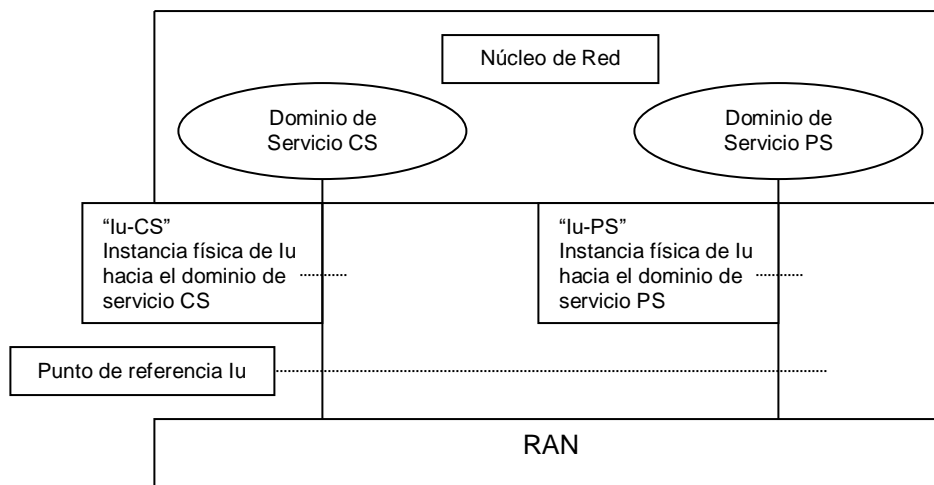 Núcleo de Red
Dominio de
Servicio CS
Dominio de
Servicio PS
“Iu-CS”
Instancia física de Iu
hacia el dominio de
servicio CS
“Iu-PS”
Instancia física de Iu
hacia el dominio de
servicio PS
Punto de referencia Iu
RAN